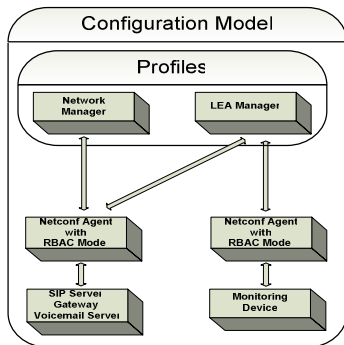 Configuration Model
Profiles
Network
Manager
LEA Manager
Netconf Agent
with
RBAC Mode
Netconf Agent
with
RBAC Mode
SIP Server
Gateway
Voicemail Server
Monitoring
Device